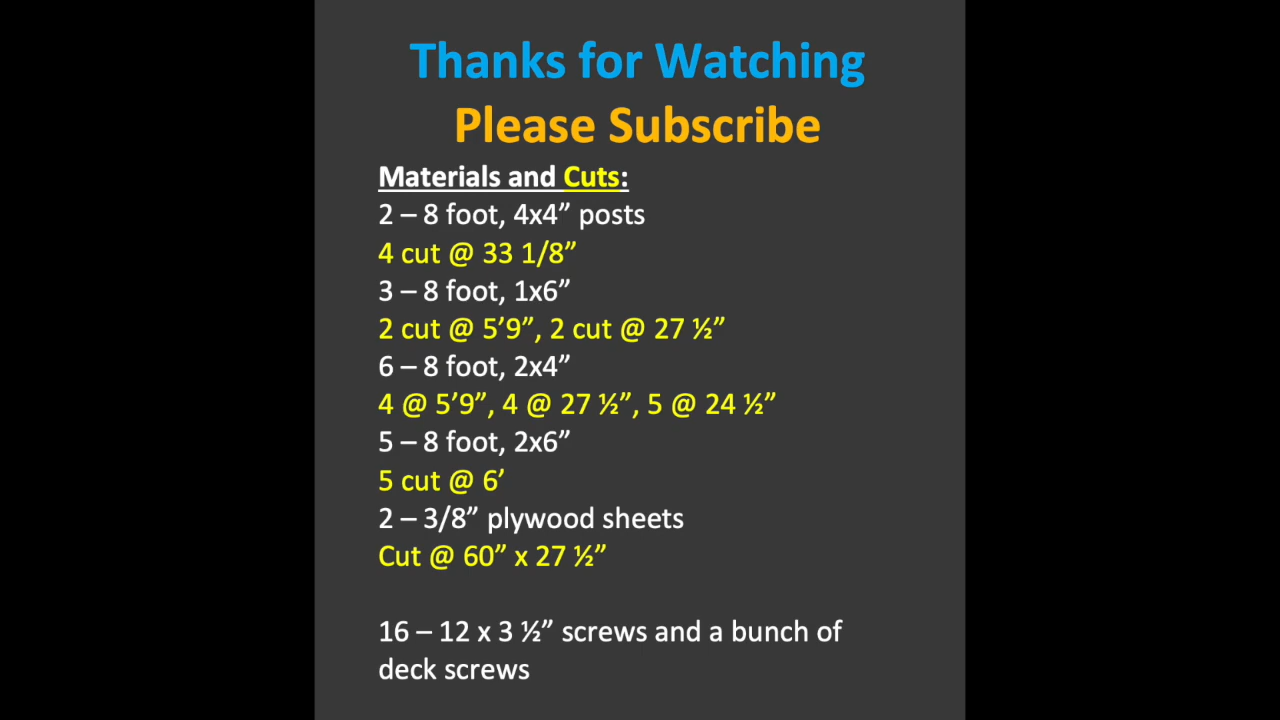 Thanks for Watching
Please Subscribe
Materials and Cuts:
2 – 8 foot, 4x4” posts
4 cut @ 33 1/8”
3 – 8 foot, 1x6”
2 cut @ 5’9”, 2 cut @ 27 ½”
6 – 8 foot, 2x4”
4 @ 5’9”, 4 @ 27 ½”, 5 @ 24 ½”
5 – 8 foot, 2x6”
5 cut @ 6’
2 – 3/8” plywood sheets
Cut @ 60” x 27 ½”
16 – 12 x 3 ½” screws and a bunch of
deck screws